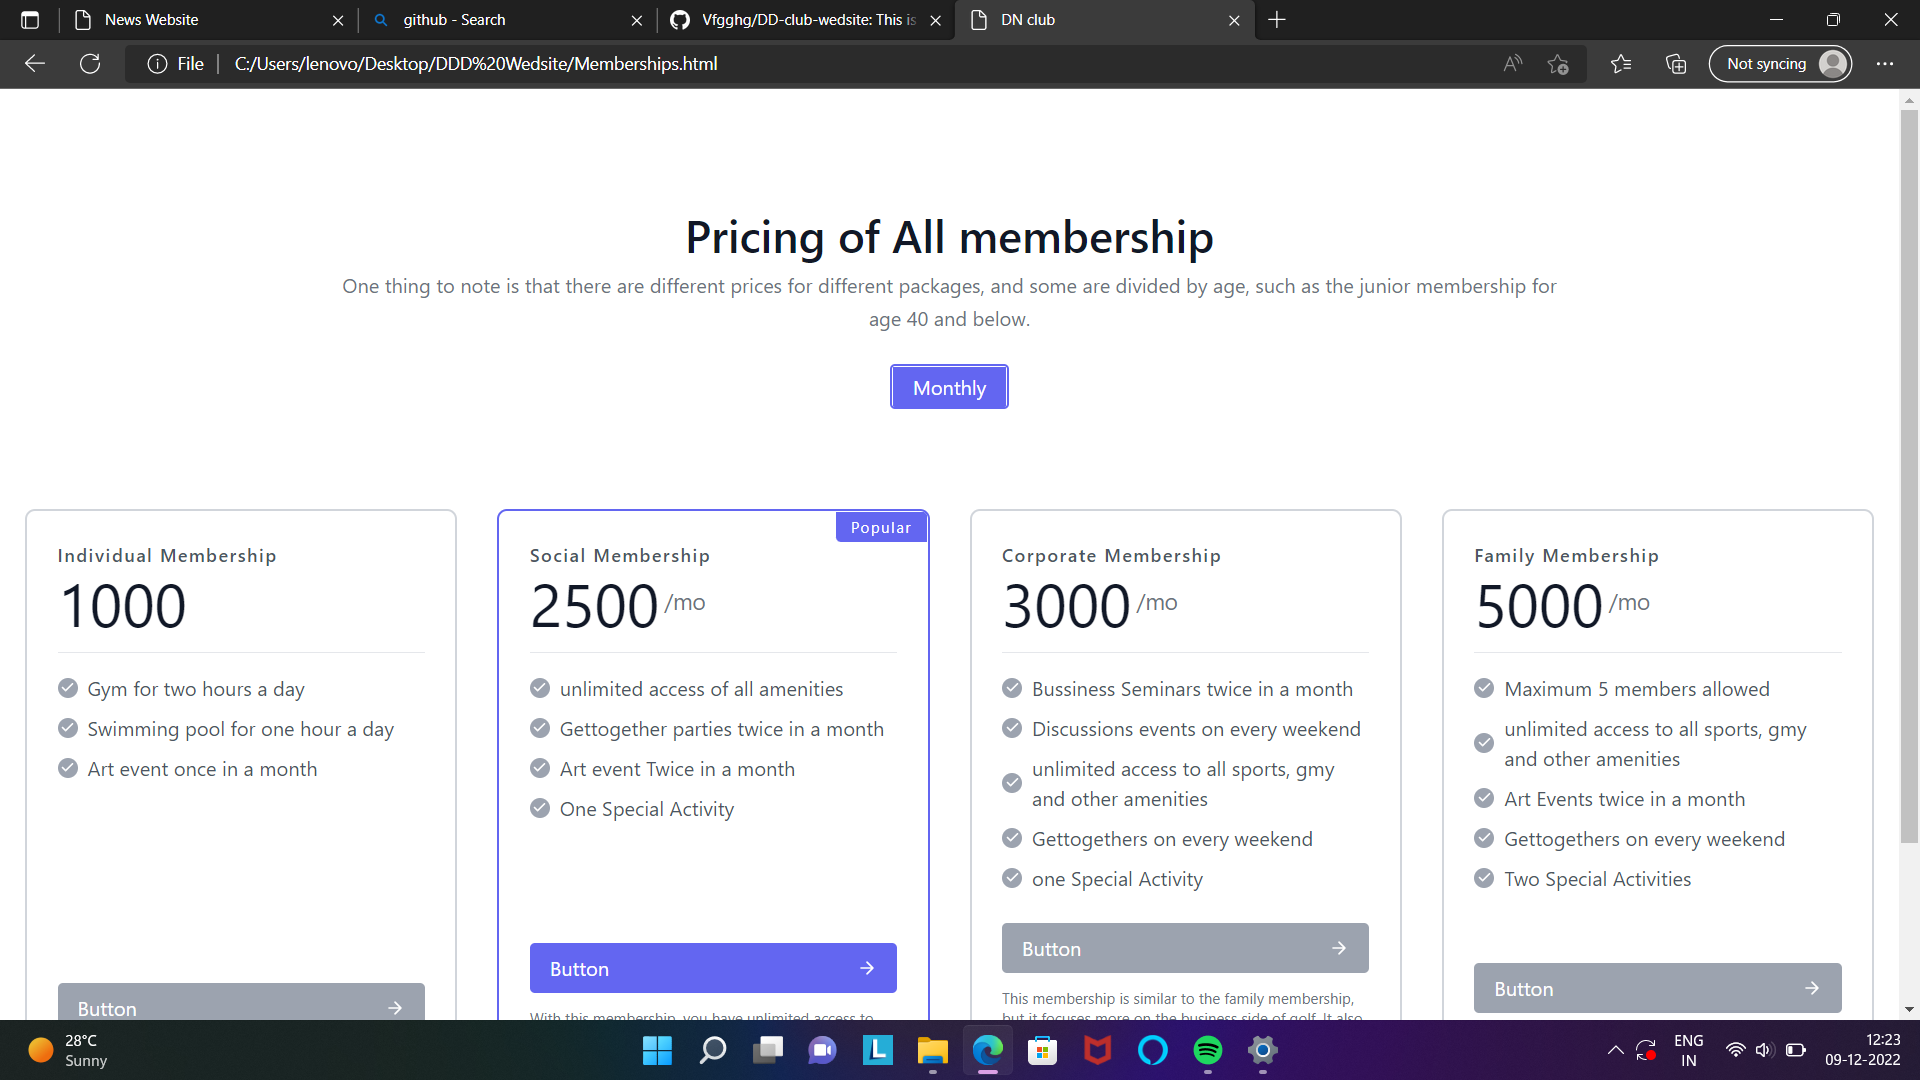 News Website
github - Search
Vfgghg/DD-club-wedsite: This is
DN club
File
C:/Users/lenovo/Desktop/DDD%20Wedsite/Memberships.html
Not syncing
Pricing of All membership
One thing to note is that there are different prices for different packages, and some are divided by age, such as the junior membership for
age 40 and below.
Monthly
Individual Membership
1000
Gym for two hours a day
Swimming pool for one hour a day
Art event once in a month
Button
Popular
Social Membership
2500 /mo
unlimited access of all amenities
Gettogether parties twice in a month
Art event Twice in a month
One Special Activity
Button
With this membership, you have unlimited access to
Corporate Membership
3000 /mo
Bussiness Seminars twice in a month
Discussions events on every weekend
unlimited access to all sports, gmy
and other amenities
Gettogethers on every weekend
one Special Activity
Button
This membership is similar to the family membership,
but it focuses more on the business side of golf. It also
Family Membership
5000 /mo
Maximum 5 members allowed
unlimited access to all sports, gmy
and other amenities
Art Events twice in a month
Gettogethers on every weekend
Two Special Activities
Button
28°C
Sunny
ENG
IN
12:23
09-12-2022